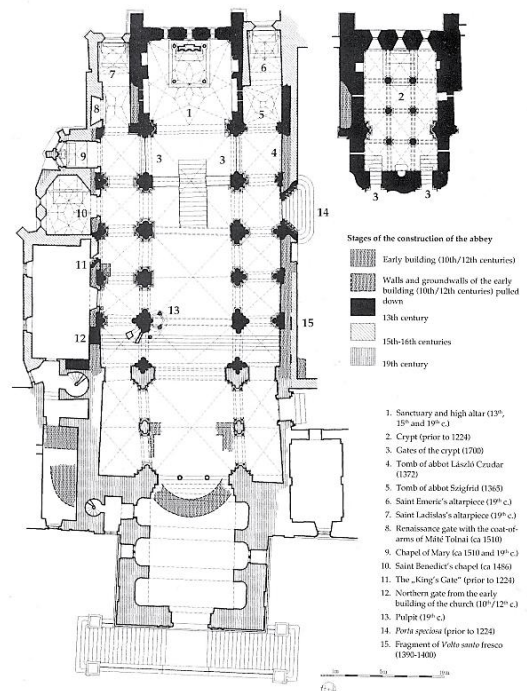 7
6
8
1
5
2
9
3
3
4
3
3
10
14
11
13
15
12
Stages of the construction of the abbey
Early building (10th/12th centuries)
Walls and groundwalls of the early
building (10th/12th centuries) pulled
down
13th century
15th-16th centuries
19th century
1. Sanctuary and high altar (13th,
15th and 19th c.)
2. Crypt (prior to 1224)
3. Gates of the crypt (1700)
4. Tomb of abbot László Czudar
(1372)
5. Tomb of abbot Szigfrid (1365)
6. Saint Emeric's altarpiece (19th c.)
7. Saint Ladislas's altarpiece (19th c.)
8. Renaissance gate with the coat-of-
arms of Máté Tolnai (ca 1510)
9. Chapel of Mary (ca 1510 and 19th c.)
10. Saint Benedict's chapel (ca 1486)
11. The „King's Gate" (prior to 1224)
12. Northern gate from the early
building of the church (10th/12th c.)
13. Pulpit (19th c.)
14. Porta speciosa (prior to 1224)
15. Fragment of Volto santo fresco
(1390-1400)